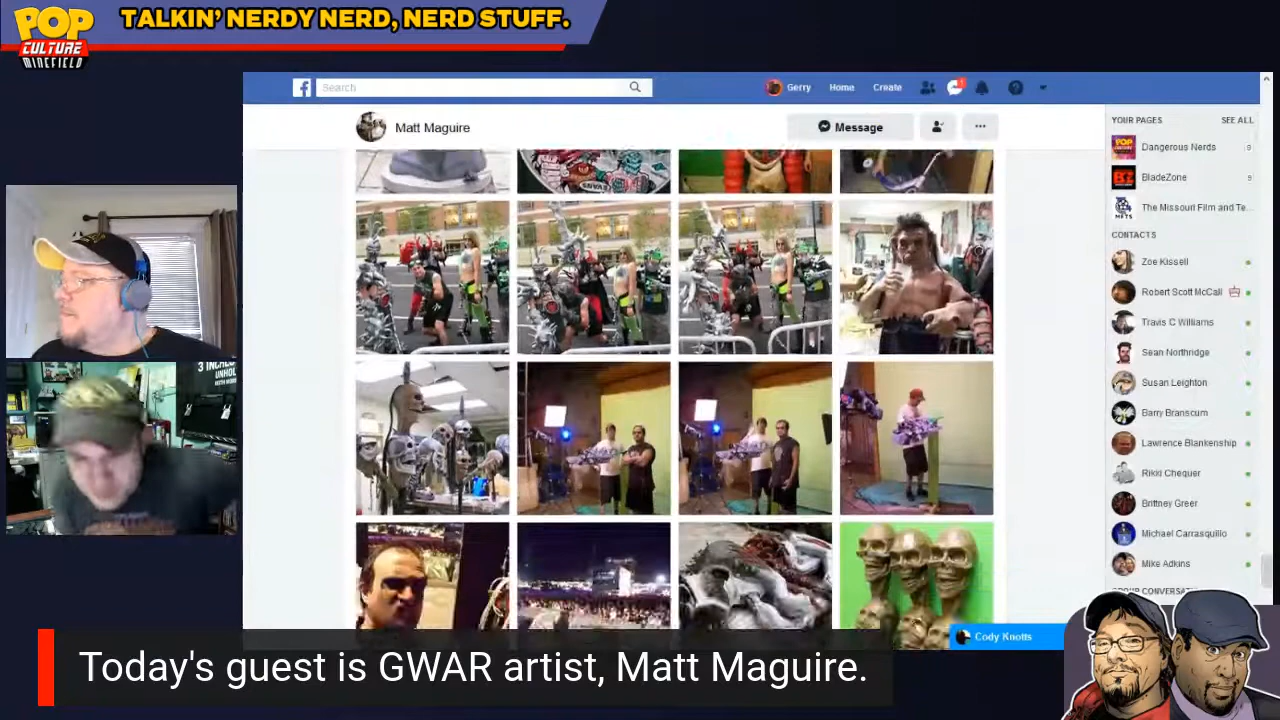 POP
CULTURE
MINEFIELD
TALKIN' NERDY NERD, NERD STUFF.
Search
Gerry
Home
Create
Matt Maguire
Message
YOUR PAGES
SEE ALL
Dangerous Nerds
9
BladeZone
9
The Missouri Film and Te...
CONTACTS
Zoe Kissell
Robert Scott McCall
Travis C Williams
Sean Northridge
Susan Leighton
Barry Branscum
Lawrence Blankenship
Rikki Chequer
Brittney Greer
Michael Carrasquillo
Mike Adkins
Cody Knotts
Today's guest is GWAR artist, Matt Maguire.